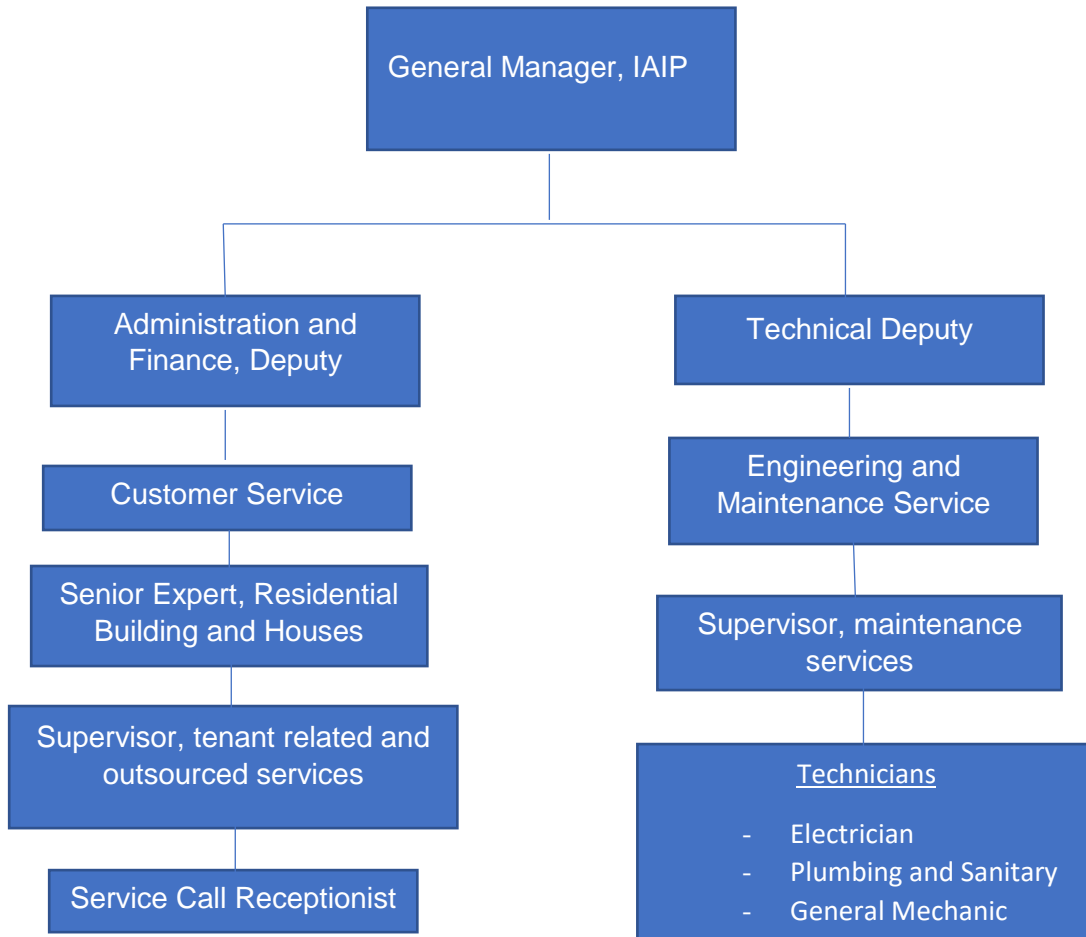 General Manager, IAIP
Administration and
Finance, Deputy
Technical Deputy
Customer Service
Engineering and
Maintenance Service
Senior Expert, Residential
Building and Houses
Supervisor, maintenance
services
Supervisor, tenant related and
outsourced services
Technicians
- Electrician
- Plumbing and Sanitary
- General Mechanic
Service Call Receptionist